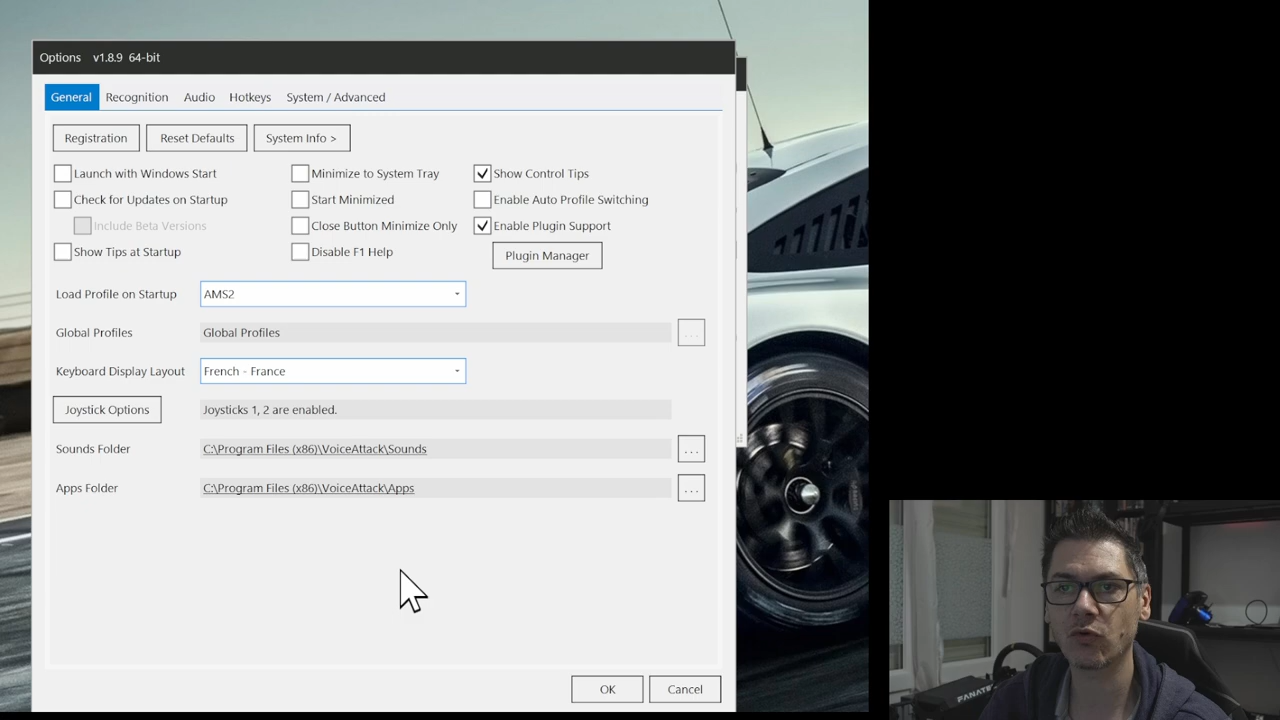 Options v1.8.9 64-bit
General Recognition Audio Hotkeys System / Advanced
Registration Reset Defaults System Info >
Launch with Windows Start Minimize to System Tray Show Control Tips
Check for Updates on Startup Start Minimized Enable Auto Profile Switching
Include Beta Versions Close Button Minimize Only Enable Plugin Support
Show Tips at Startup Disable F1 Help Plugin Manager
Load Profile on Startup AMS2
Global Profiles Global Profiles ...
Keyboard Display Layout French - France
Joystick Options Joysticks 1, 2 are enabled.
Sounds Folder C:\Program Files (x86)\VoiceAttack\Sounds ...
Apps Folder C:\Program Files (x86)\VoiceAttack\Apps ...
OK Cancel
FANATEC